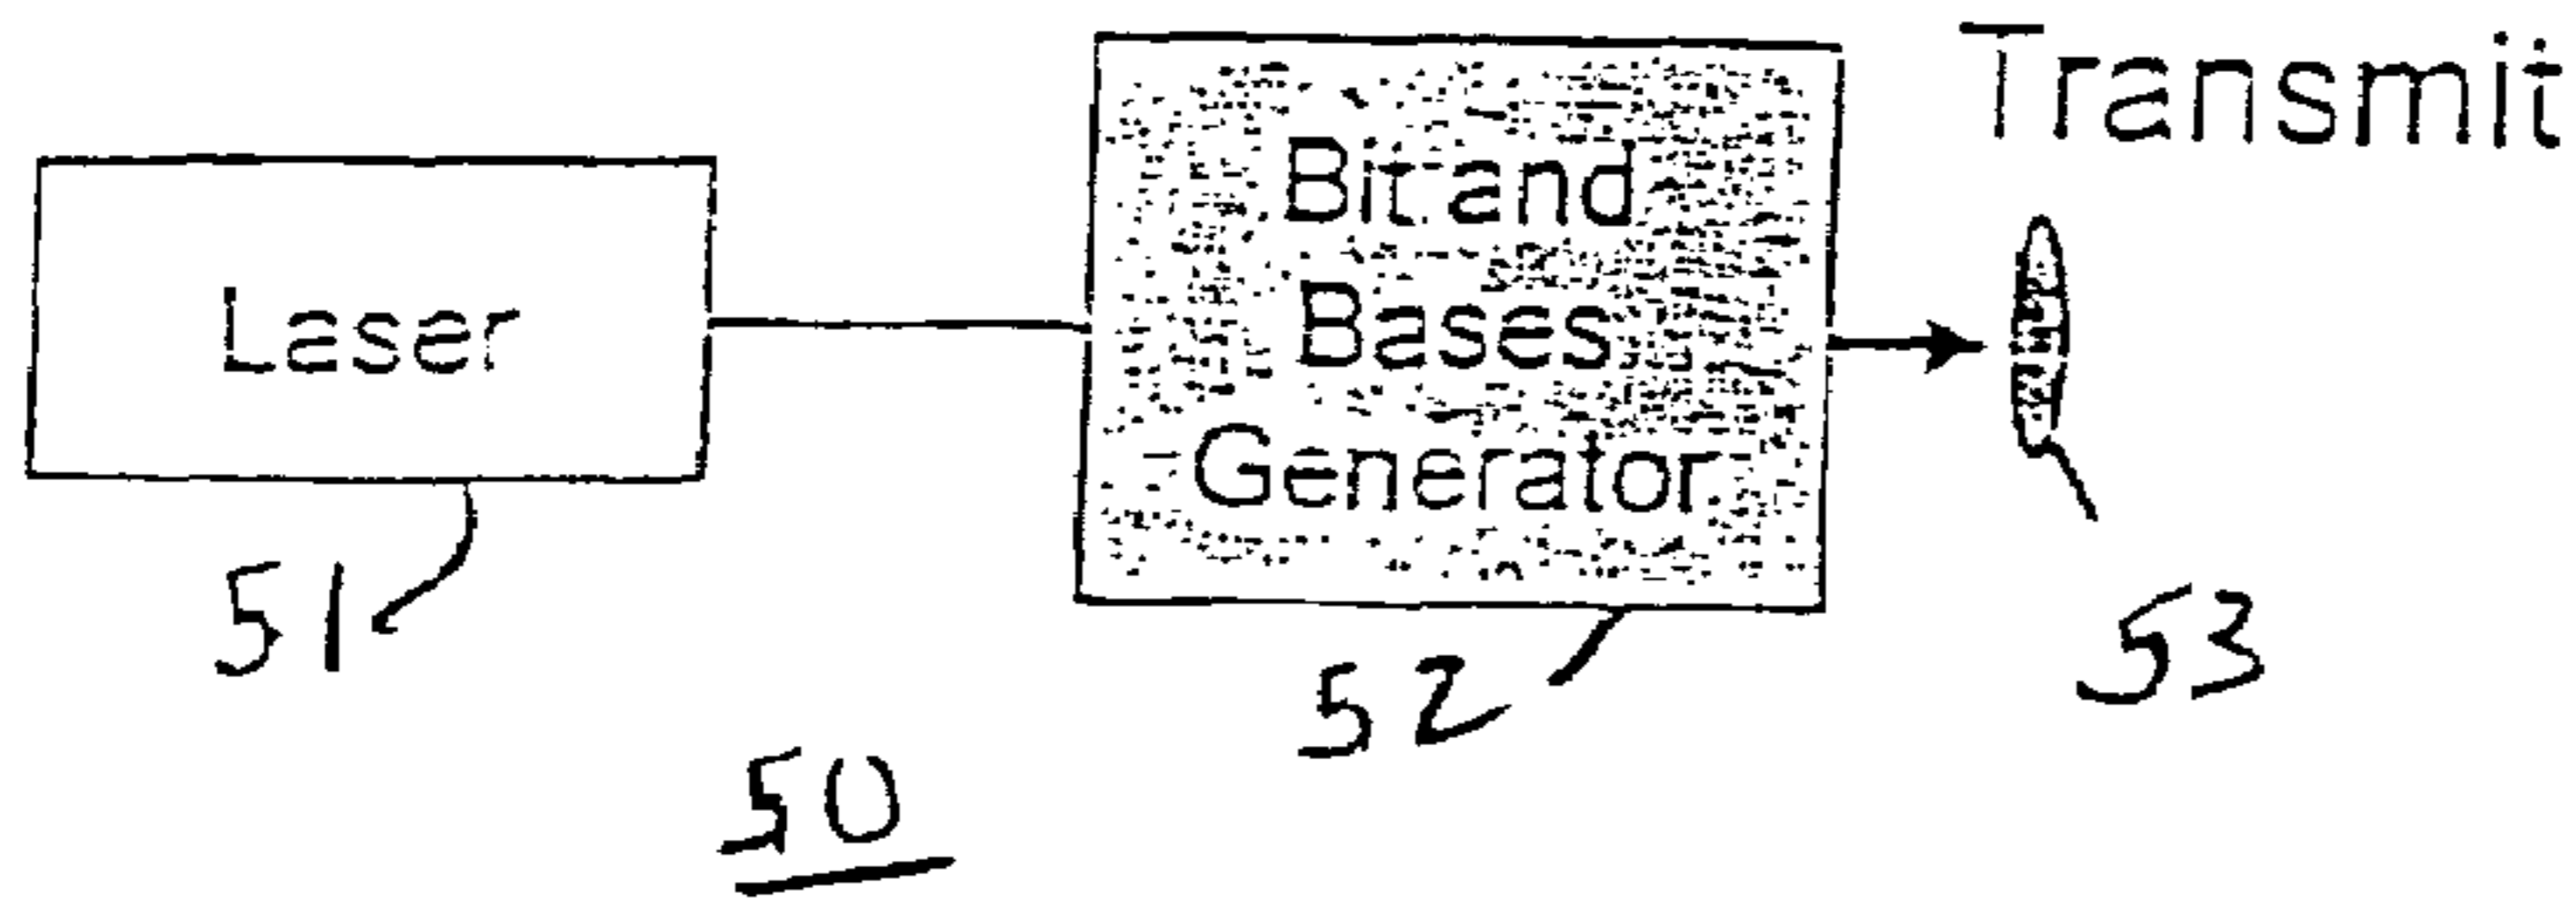 Transmit
Laser
Bit and
Bases
Generator
51
52
53
50